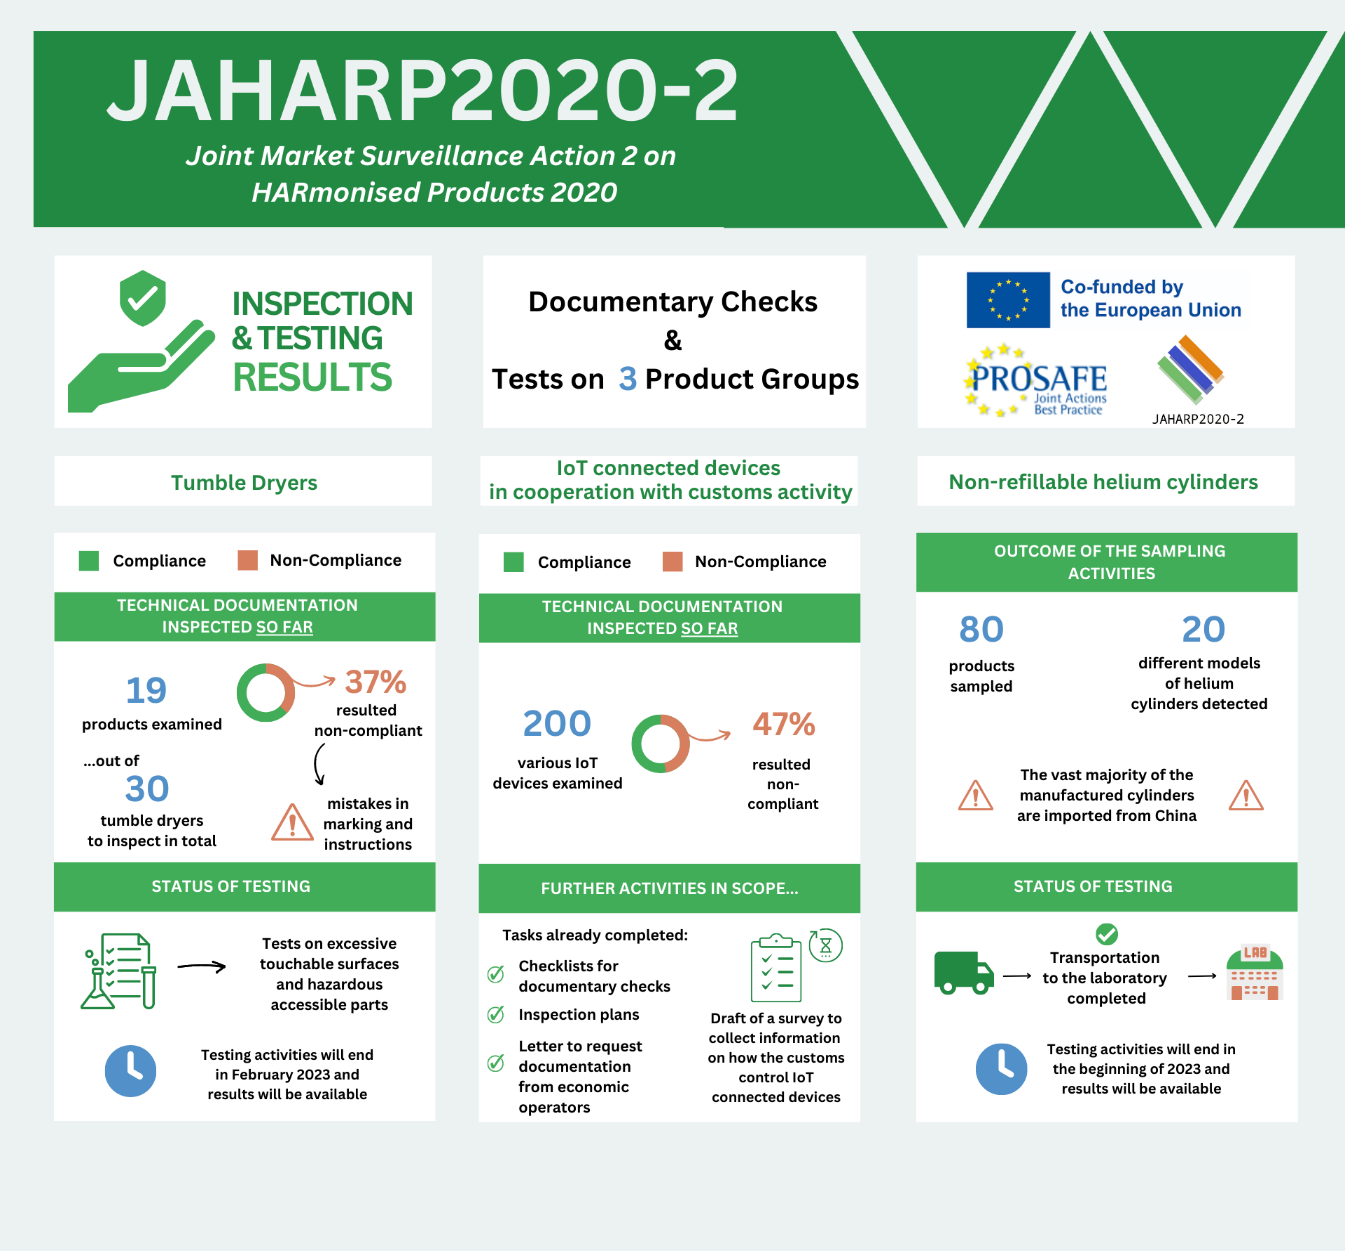 JAHARP2020-2
Joint Market Surveillance Action 2 on
HARmonised Products 2020
INSPECTION
& TESTING
RESULTS
Documentary Checks
&
Tests on 3 Product Groups
Co-funded by
the European Union
PROSAFE
Joint Actions
Best Practice
JAHARP2020-2
Tumble Dryers
IoT connected devices
in cooperation with customs activity
Non-refillable helium cylinders
Compliance
Non-Compliance
TECHNICAL DOCUMENTATION
INSPECTED SO FAR
19
products examined
37%
resulted
non-compliant
...out of
30
tumble dryers
to inspect in total
mistakes in
marking and
instructions
STATUS OF TESTING
Tests on excessive
touchable surfaces
and hazardous
accessible parts
Testing activities will end
in February 2023 and
results will be available
Compliance
Non-Compliance
TECHNICAL DOCUMENTATION
INSPECTED SO FAR
200
various IoT
devices examined
47%
resulted
non-
compliant
FURTHER ACTIVITIES IN SCOPE...
Tasks already completed:
Checklists for
documentary checks
Inspection plans
Letter to request
documentation
from economic
operators
Draft of a survey to
collect information
on how the customs
control IoT
connected devices
OUTCOME OF THE SAMPLING
ACTIVITIES
80
products
sampled
20
different models
of helium
cylinders detected
The vast majority of the
manufactured cylinders
are imported from China
STATUS OF TESTING
Transportation
to the laboratory
completed
LAB
Testing activities will end in
the beginning of 2023 and
results will be available